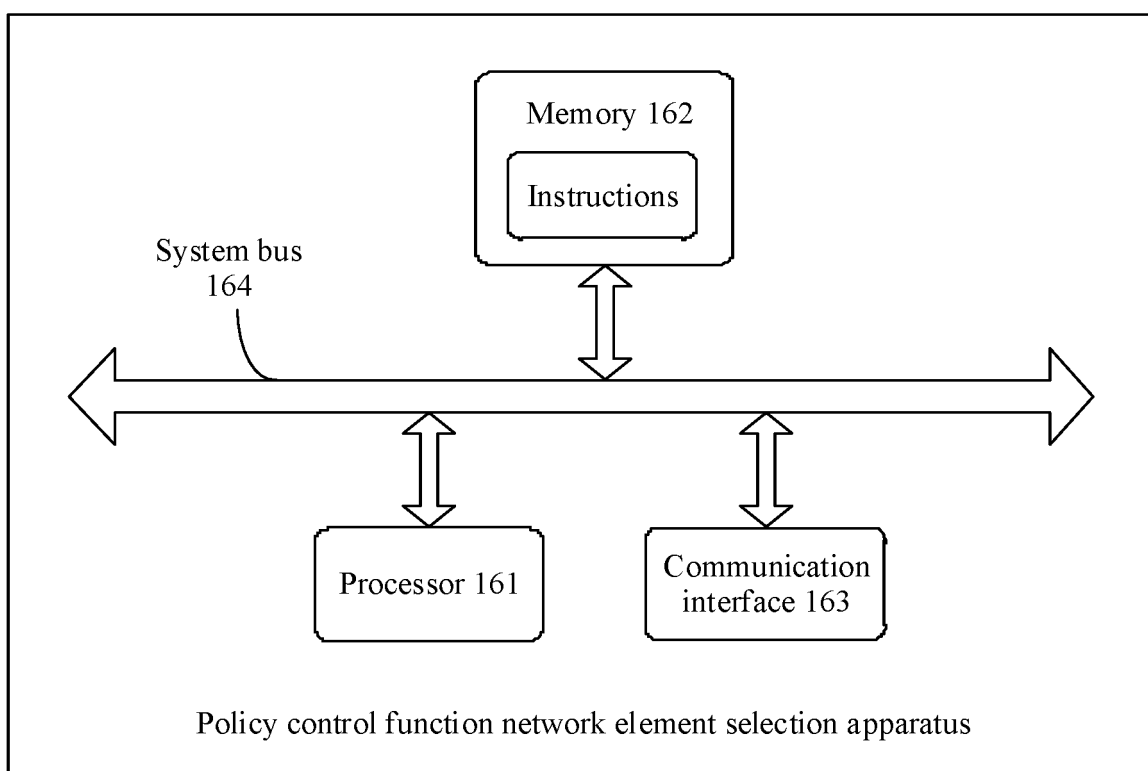 Memory 162
Instructions
System bus
164
Processor 161
Communication
interface 163
Policy control function network element selection apparatus